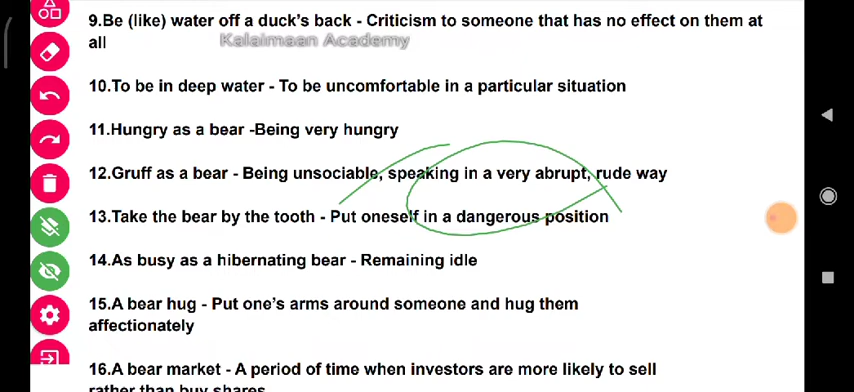 9.Be (like) water off a duck's back - Criticism to someone that has no effect on them at
all
Kalaimaan Academy
10.To be in deep water - To be uncomfortable in a particular situation
11.Hungry as a bear -Being very hungry
12.Gruff as a bear - Being unsociable, speaking in a very abrupt, rude way
13.Take the bear by the tooth - Put oneself in a dangerous position
14.As busy as a hibernating bear - Remaining idle
15.A bear hug - Put one's arms around someone and hug them
affectionately
16.A bear market - A period of time when investors are more likely to sell
rather than buy shares